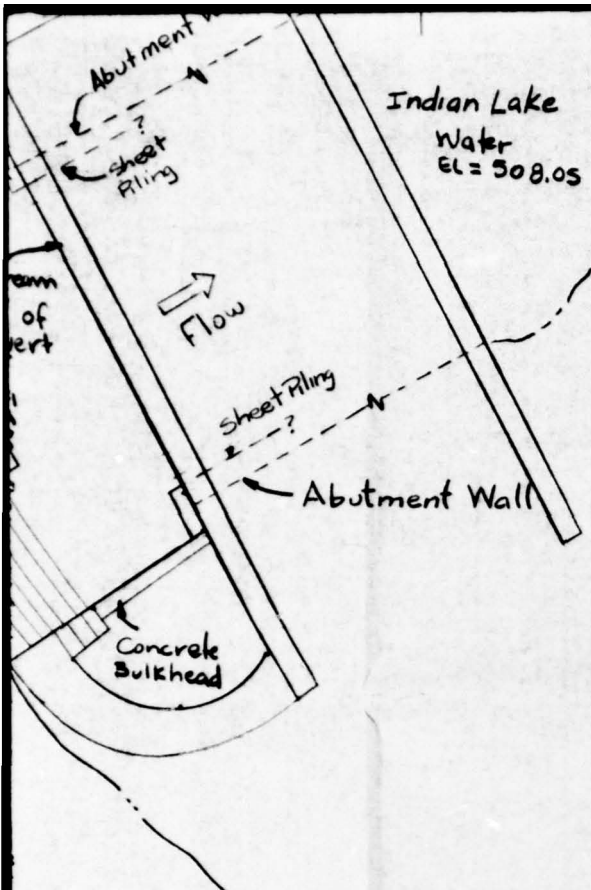 Abutment
?
Sheet
Piling
Indian Lake
Water
EL = 508.05
of
Flow
Sheet Piling
?
Abutment Wall
Concrete
Bulkhead